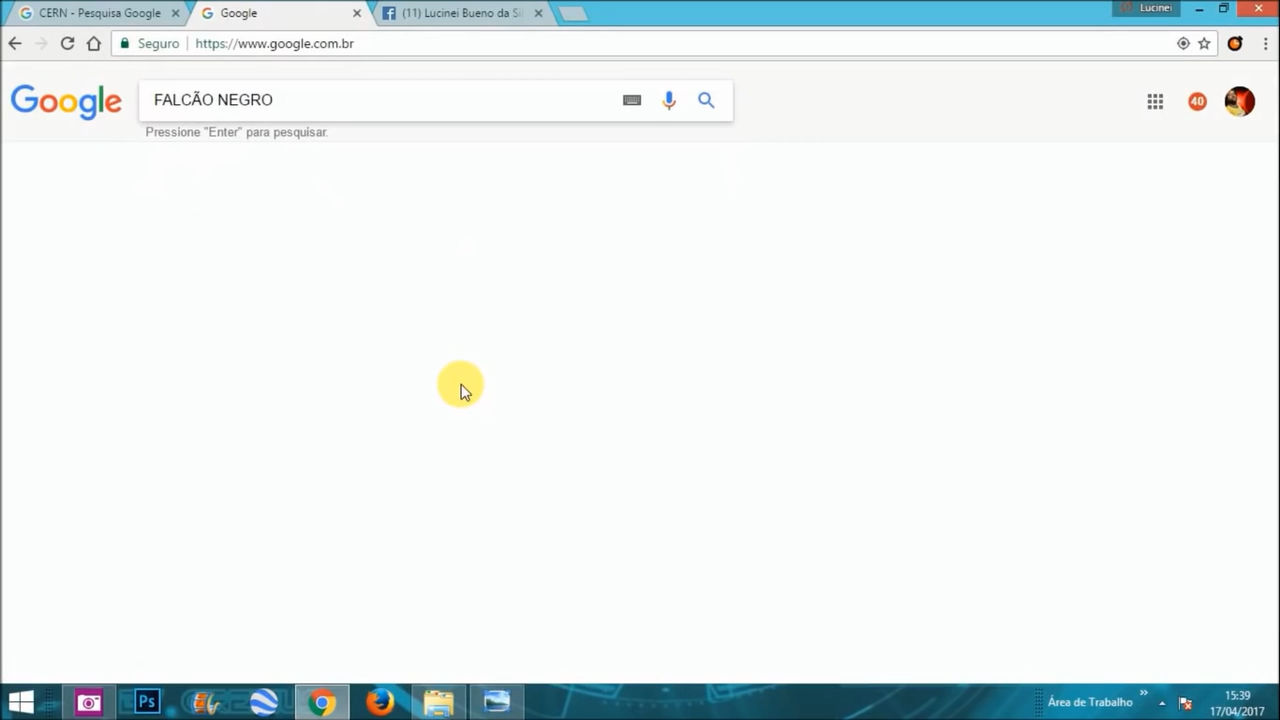 CERN - Pesquisa Google
Google
(11) Lucinei Bueno da Si
Lucinei
Seguro
https://www.google.com.br
Google
FALCÃO NEGRO
40
Pressione "Enter" para pesquisar.
Ps
Área de Trabalho
15:39
17/04/2017